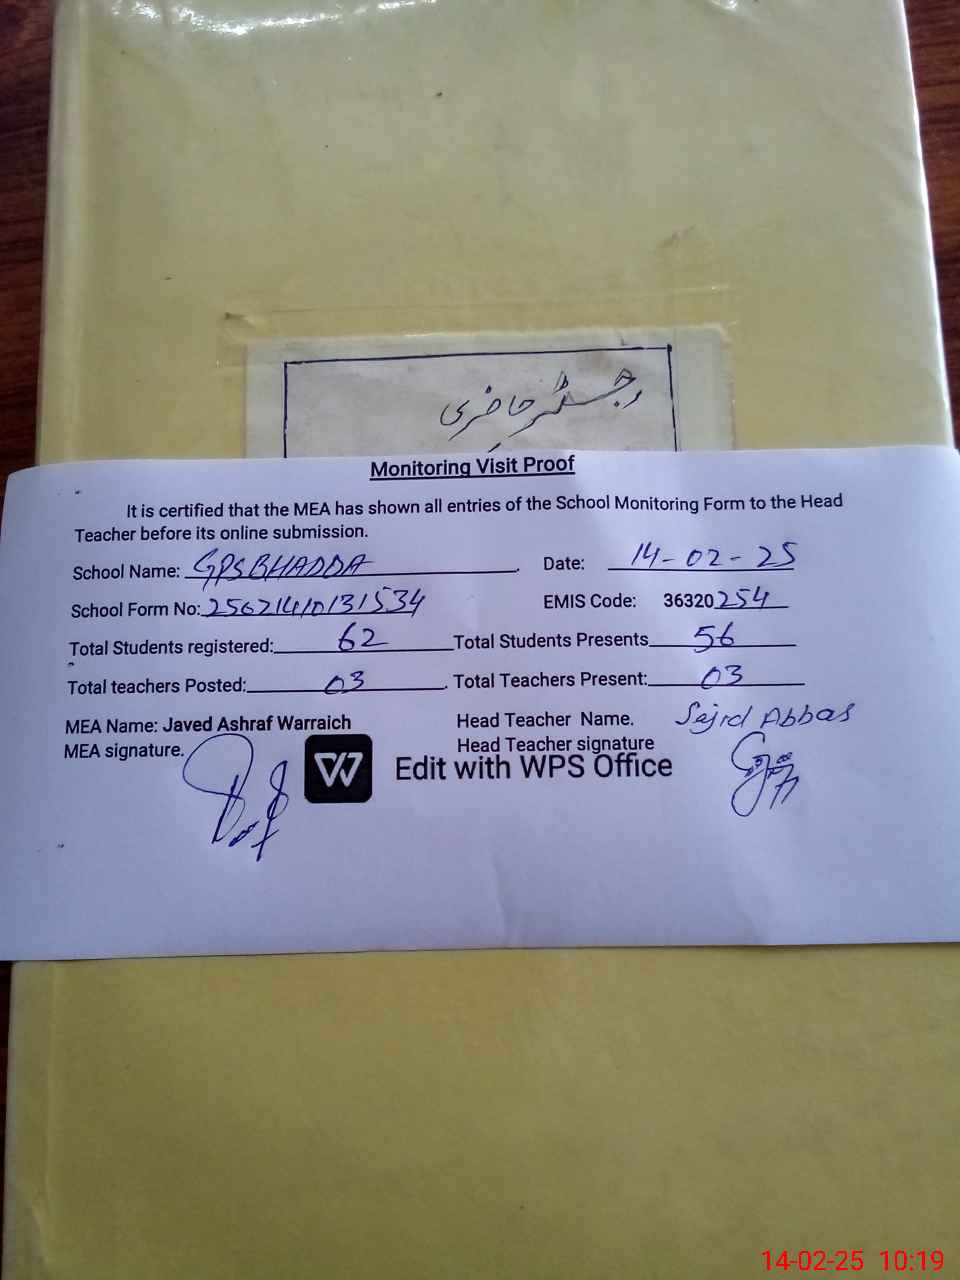 رجسٹر حاضری
Monitoring Visit Proof
It is certified that the MEA has shown all entries of the School Monitoring Form to the Head
Teacher before its online submission.
School Name: GPS BHADDA Date: 14-02-25
School Form No: 25621410131534 EMIS Code: 36320254
Total Students registered: 62 Total Students Presents 56
Total teachers Posted: 03 Total Teachers Present: 03
MEA Name: Javed Ashraf Warraich Head Teacher Name. Sajid Abbas
MEA signature. Head Teacher signature
Edit with WPS Office
14-02-25 10:19